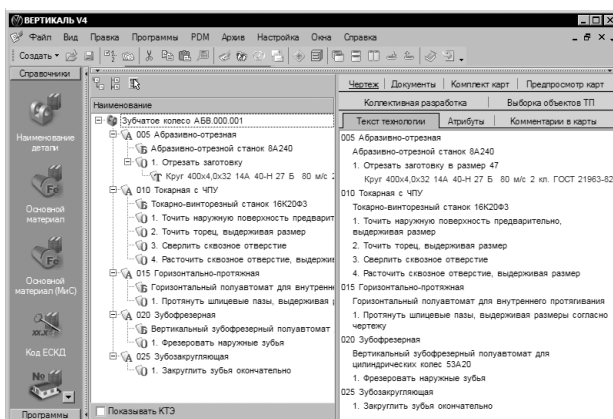 ВЕРТИКАЛЬ V4
Файл Вид Правка Программы PDM Архив Настройка Окна Справка
Создать
Справочники
Наименование детали
Основной материал
Основной материал (МиС)
Код ЕСКД
Программы
Наименование
Зубчатое колесо АБВ.000.001
005 Абразивно-отрезная
Абразивно-отрезной станок 8А240
1. Отрезать заготовку
Круг 400x4,0x32 14А 40-Н 27 Б 80 м/с 2
010 Токарная с ЧПУ
Токарно-винторезный станок 16К20Ф3
1. Точить наружную поверхность предварит
2. Точить торец, выдерживая размер
3. Сверлить сквозное отверстие
4. Расточить сквозное отверстие, выдержив
015 Горизонтально-протяжная
Горизонтальный полуавтомат для внутренн
1. Протянуть шлицевые пазы, выдерживая р
020 Зубофрезерная
Вертикальный зубофрезерный полуавтомат
1. Фрезеровать наружные зубья
025 Зубозакругляющая
1. Закруглить зубья окончательно
Показывать КТЭ
Чертеж Документы Комплект карт Предпросмотр карт
Коллективная разработка Выборка объектов ТП
Текст технологии Атрибуты Комментарии в карты
005 Абразивно-отрезная
Абразивно-отрезной станок 8А240
1. Отрезать заготовку в размер 47
Круг 400x4,0x32 14А 40-Н 27 Б 80 м/с 2 кл. ГОСТ 21963-82
010 Токарная с ЧПУ
Токарно-винторезный станок 16К20Ф3
1. Точить наружную поверхность предварительно,
выдерживая размер
2. Точить торец, выдерживая размер
3. Сверлить сквозное отверстие
4. Расточить сквозное отверстие, выдерживая размер
015 Горизонтально-протяжная
Горизонтальный полуавтомат для внутреннего протягивания
1. Протянуть шлицевые пазы, выдерживая размеры согласно
чертежу
020 Зубофрезерная
Вертикальный зубофрезерный полуавтомат для
цилиндрических колес 53А20
1. Фрезеровать наружные зубья
025 Зубозакругляющая
1. Закруглить зубья окончательно